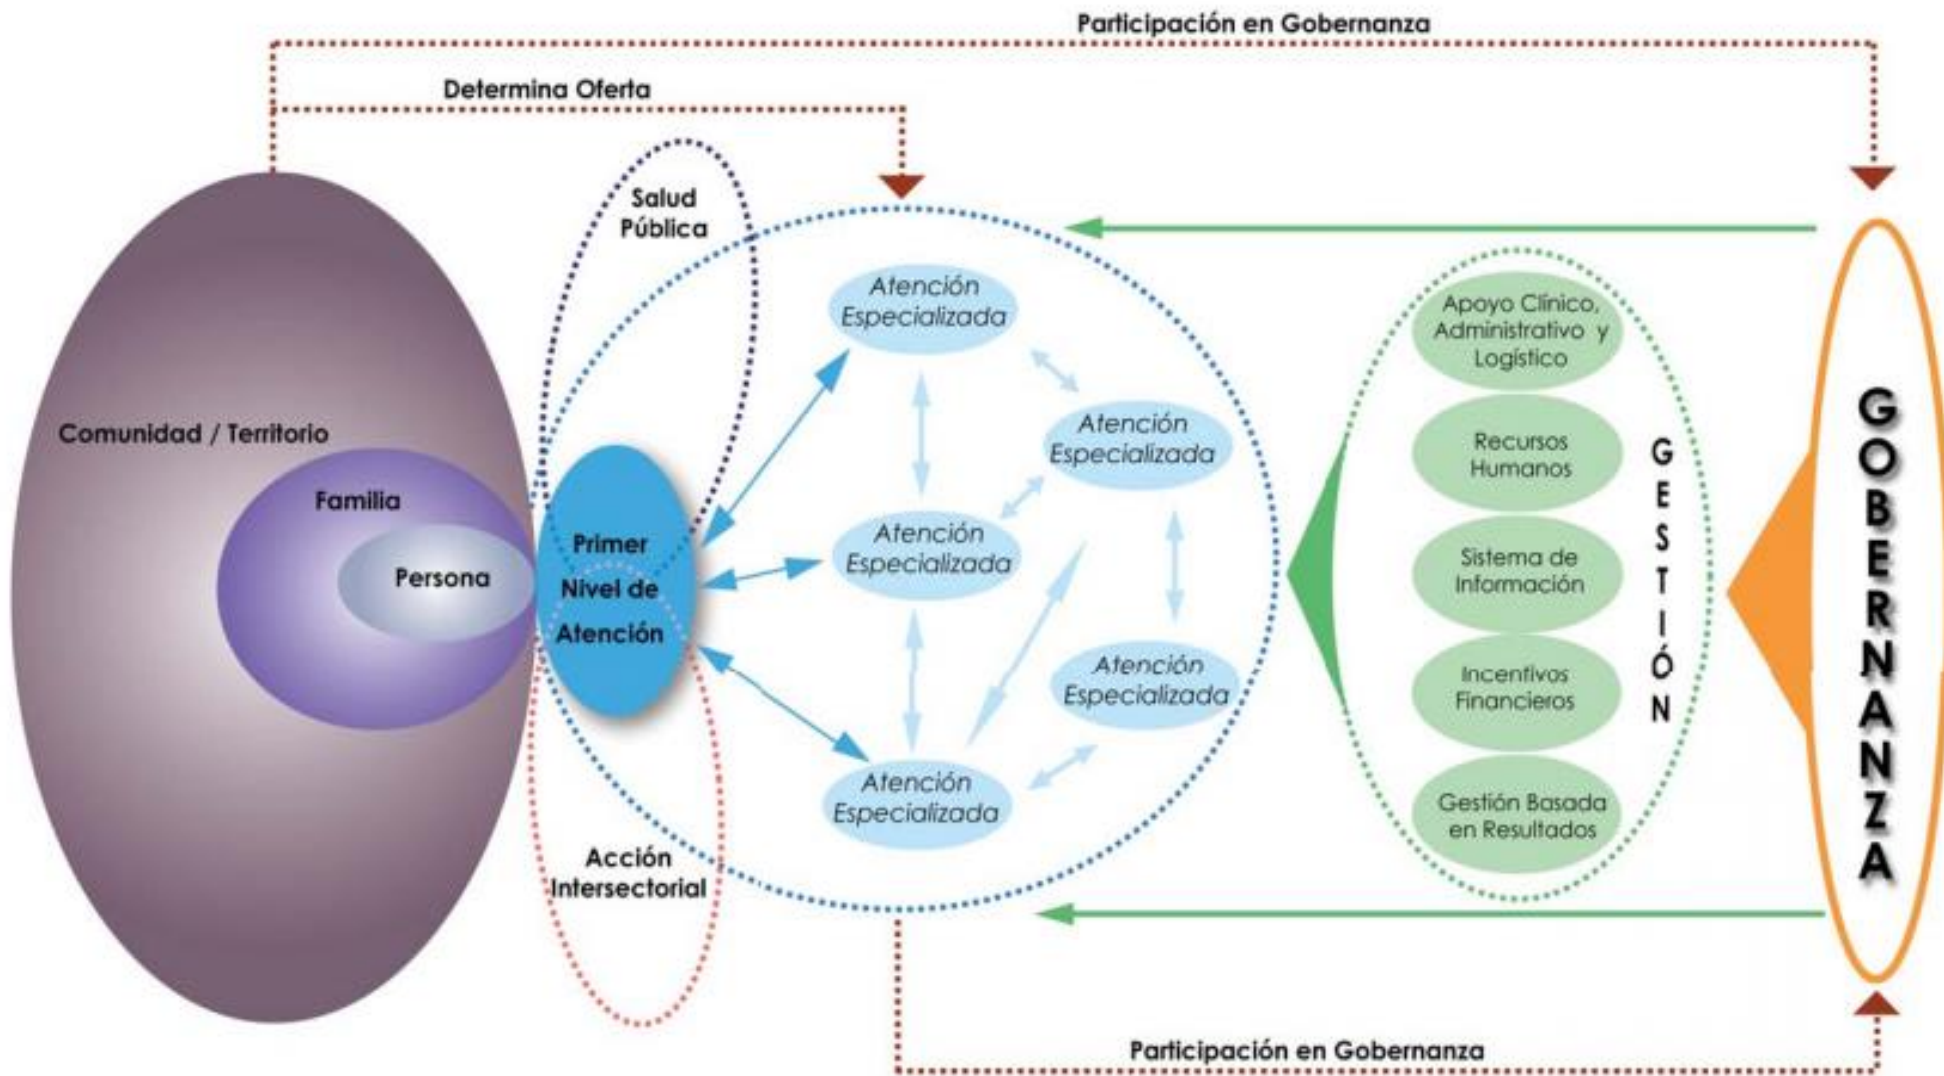 Participación en Gobernanza
Determina Oferta
Salud
Pública
Comunidad / Territorio
Familia
Persona
Primer
Nivel de
Atención
Acción
Intersectorial
Atención
Especializada
Atención
Especializada
Atención
Especializada
Atención
Especializada
Atención
Especializada
Apoyo Clínico,
Administrativo y
Logístico
Recursos
Humanos
Sistema de
Información
Incentivos
Financieros
Gestión Basada
en Resultados
GESTIÓN
GOBERNANZA
Participación en Gobernanza